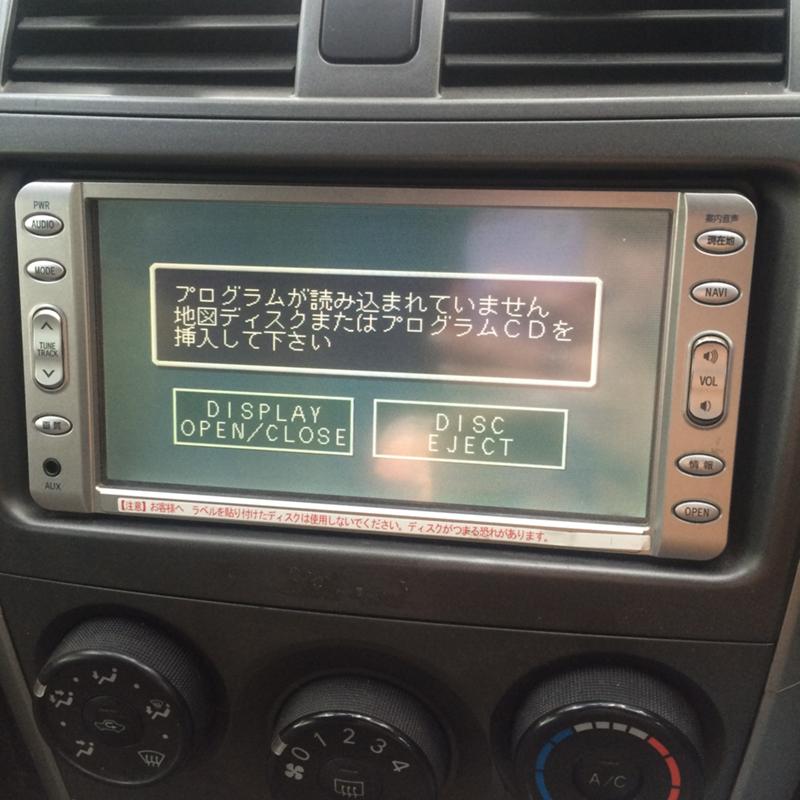 PWR
AUDIO
MODE
TUNE
TRACK
画質
AUX
プログラムが読み込まれていません
地図ディスクまたはプログラムCDを
挿入して下さい
DISPLAY
OPEN/CLOSE
DISC
EJECT
【注意】お客様へ ラベルを貼り付けたディスクは使用しないでください。ディスクがつまる恐れがあります。
案内音声
現在地
NAVI
VOL
情報
OPEN
0 1 2 3 4
A/C